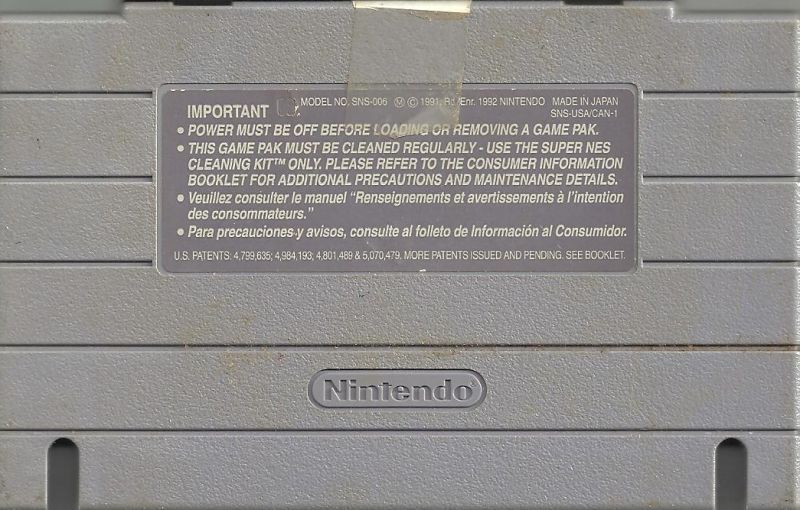 IMPORTANT MODEL NO. SNS-006 Ⓜ © 1991, Rd/Enr. 1992 NINTENDO MADE IN JAPAN
SNS-USA/CAN-1
• POWER MUST BE OFF BEFORE LOADING OR REMOVING A GAME PAK.
• THIS GAME PAK MUST BE CLEANED REGULARLY - USE THE SUPER NES
CLEANING KIT™ ONLY. PLEASE REFER TO THE CONSUMER INFORMATION
BOOKLET FOR ADDITIONAL PRECAUTIONS AND MAINTENANCE DETAILS.
• Veuillez consulter le manuel “Renseignements et avertissements à l’intention
des consommateurs.”
• Para precauciones y avisos, consulte al folleto de Información al Consumidor.
U.S. PATENTS: 4,799,635; 4,984,193; 4,801,489 & 5,070,479, MORE PATENTS ISSUED AND PENDING. SEE BOOKLET.
Nintendo